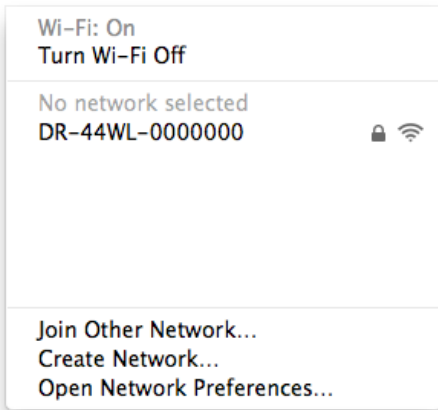 Wi-Fi: On
Turn Wi-Fi Off
No network selected
DR-44WL-0000000
Join Other Network...
Create Network...
Open Network Preferences...